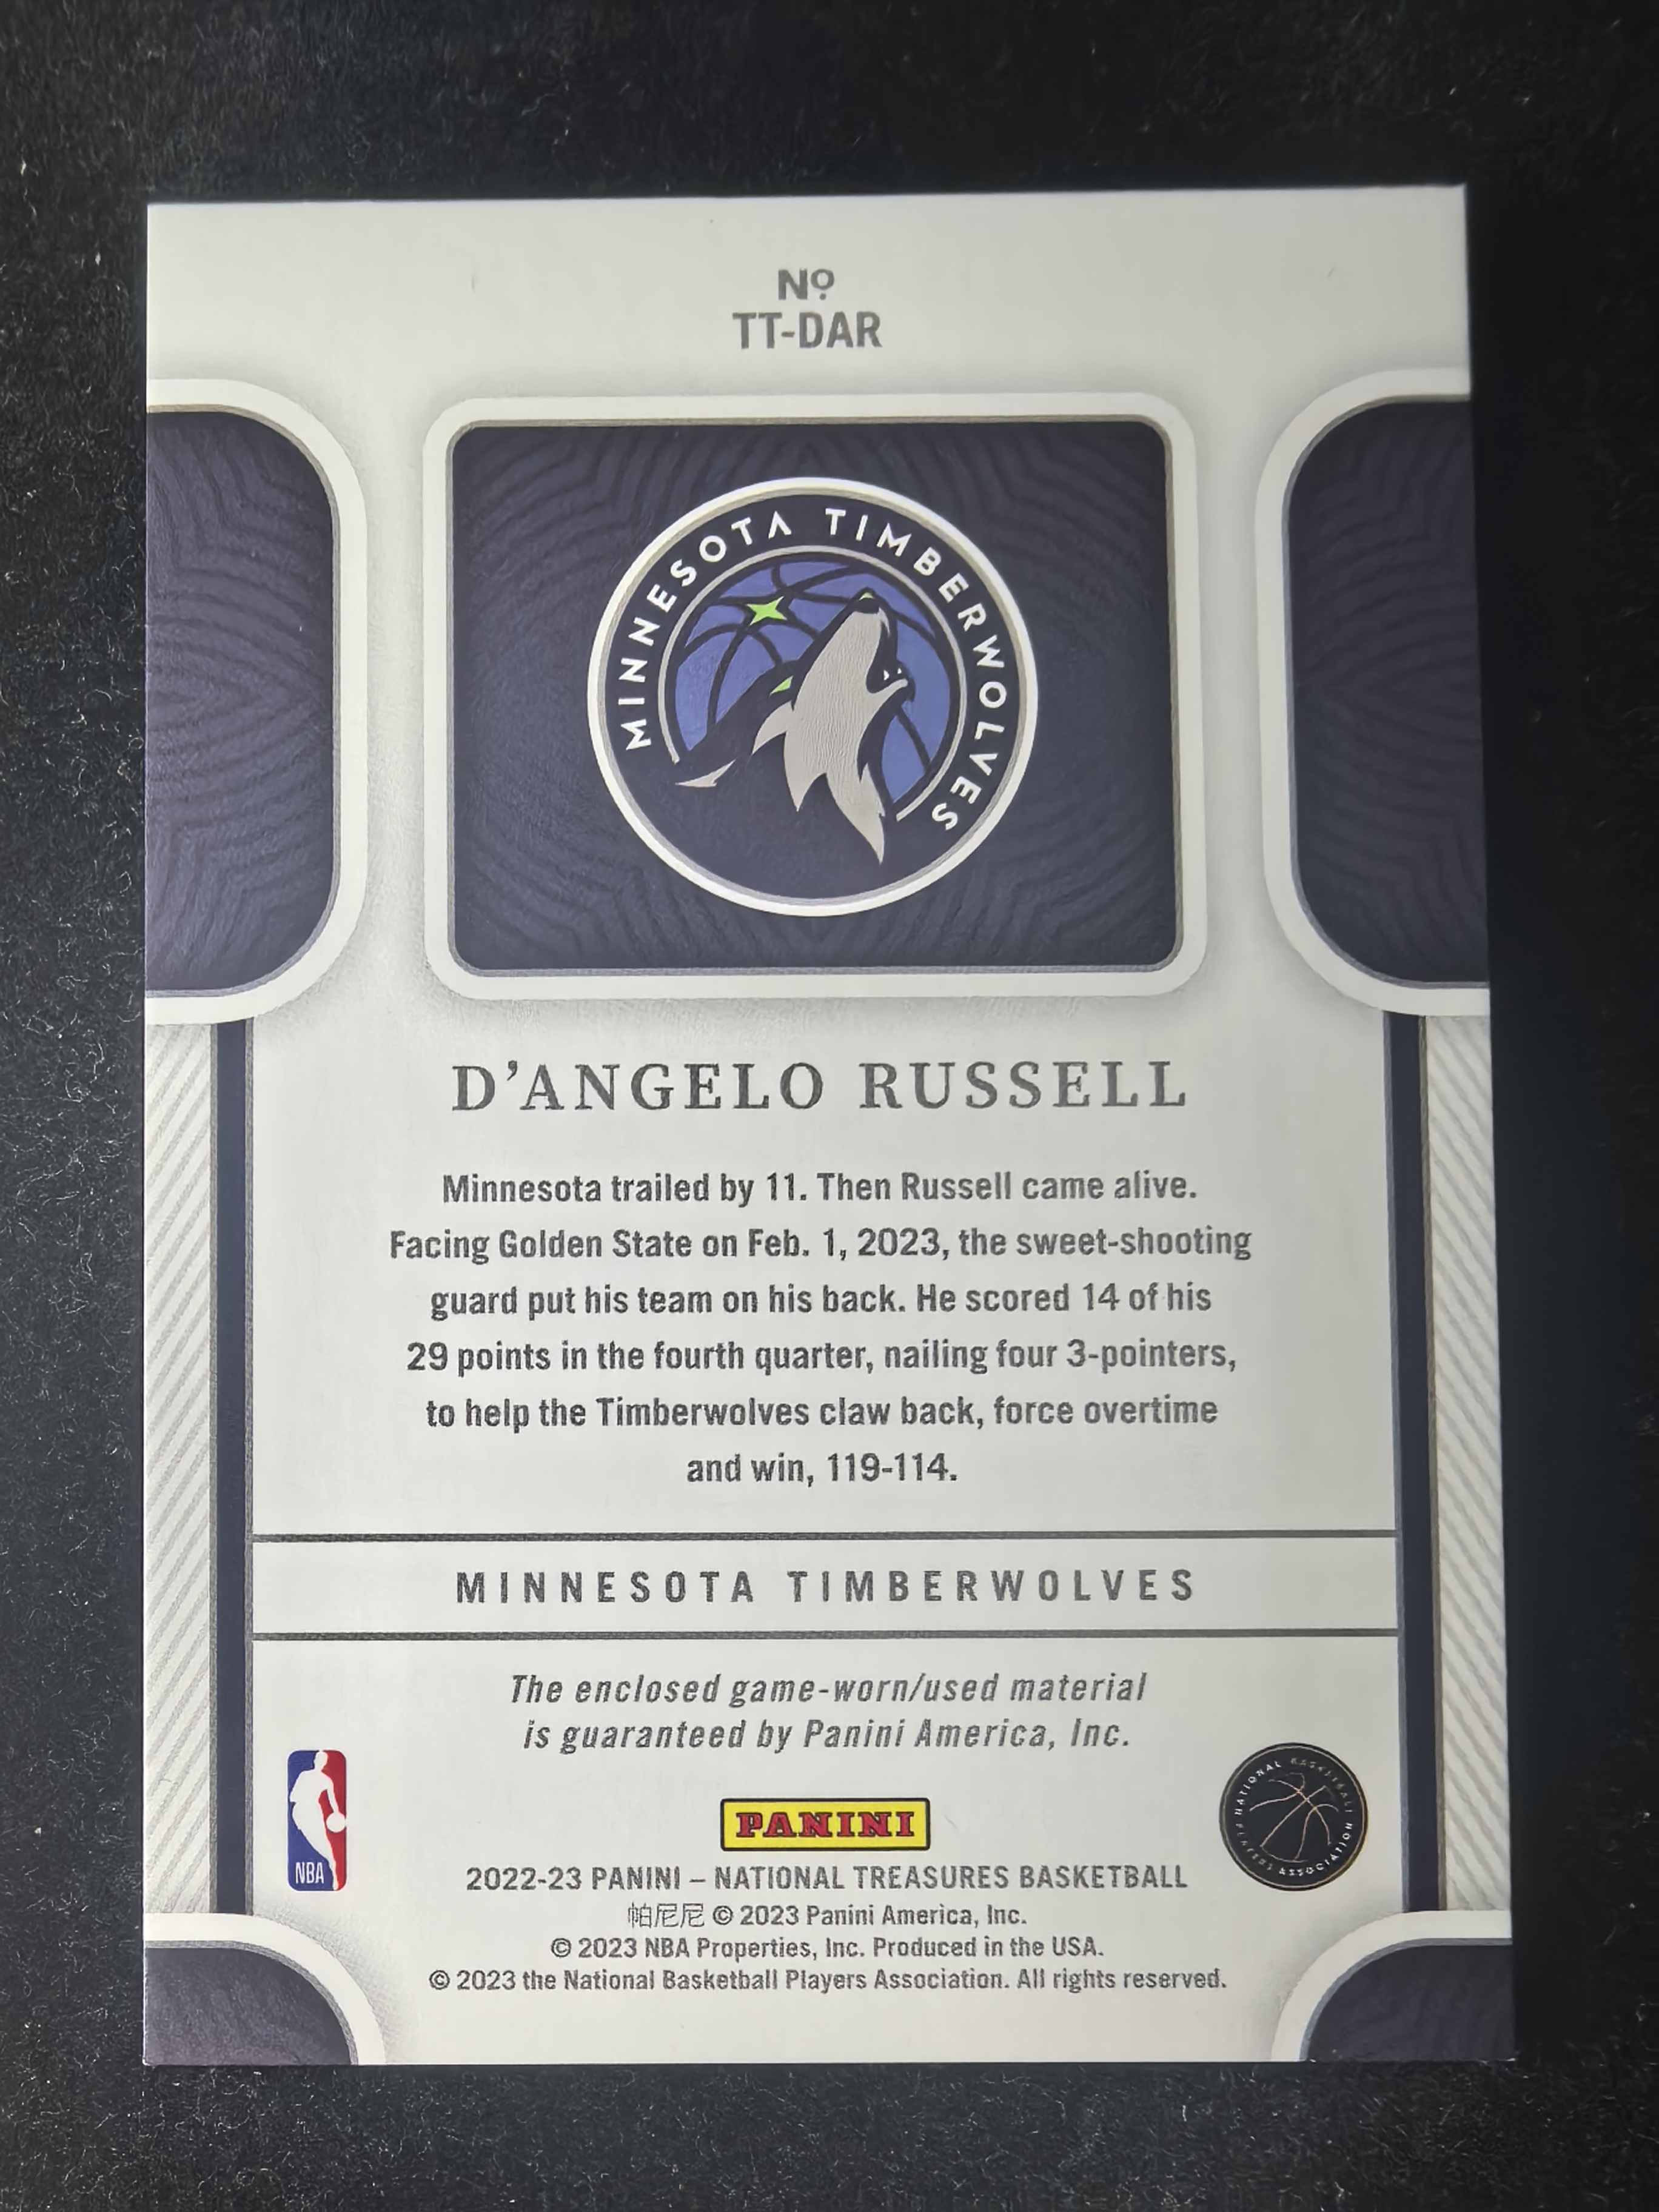 Nº
TT-DAR
MINNESOTA TIMBERWOLVES
D'ANGELO RUSSELL
Minnesota trailed by 11. Then Russell came alive.
Facing Golden State on Feb. 1, 2023, the sweet-shooting
guard put his team on his back. He scored 14 of his
29 points in the fourth quarter, nailing four 3-pointers,
to help the Timberwolves claw back, force overtime
and win, 119-114.
MINNESOTA TIMBERWOLVES
The enclosed game-worn/used material
is guaranteed by Panini America, Inc.
NBA
PANINI
NATIONAL BASKETBALL PLAYERS ASSOCIATION
2022-23 PANINI – NATIONAL TREASURES BASKETBALL
帕尼尼 © 2023 Panini America, Inc.
© 2023 NBA Properties, Inc. Produced in the USA.
© 2023 the National Basketball Players Association. All rights reserved.